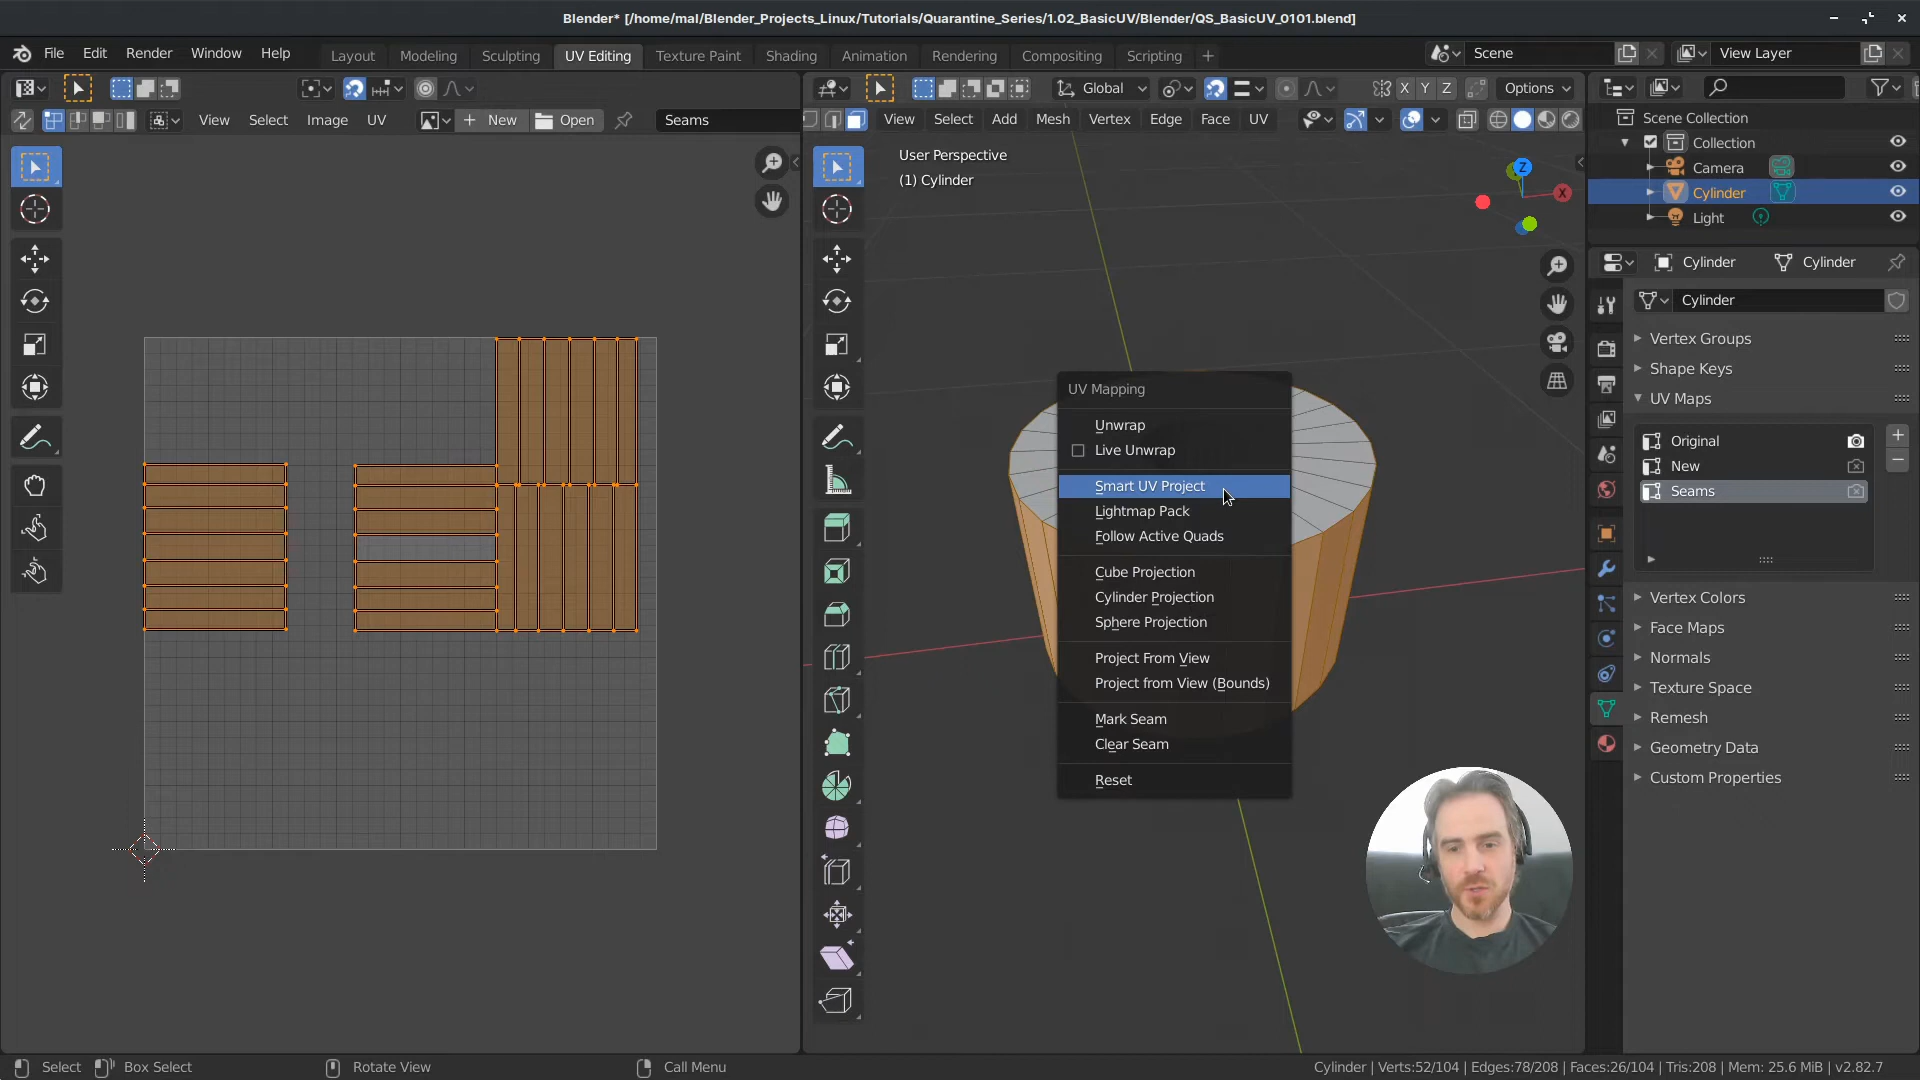 Blender* [/home/mal/Blender_Projects_Linux/Tutorials/Quarantine_Series/1.02_BasicUV/Blender/QS_BasicUV_0101.blend]
File Edit Render Window Help Layout Modeling Sculpting UV Editing Texture Paint Shading Animation Rendering Compositing Scripting + Scene View Layer
Global X Y Z Options
View Select Image UV + New Open Seams View Select Add Mesh Vertex Edge Face UV
Scene Collection
Collection
Camera
Cylinder
Light
User Perspective
(1) Cylinder
Z
X
Cylinder Cylinder
Cylinder
Vertex Groups
Shape Keys
UV Maps
Original
New
Seams
Vertex Colors
Face Maps
Normals
Texture Space
Remesh
Geometry Data
Custom Properties
UV Mapping
Unwrap
Live Unwrap
Smart UV Project
Lightmap Pack
Follow Active Quads
Cube Projection
Cylinder Projection
Sphere Projection
Project From View
Project from View (Bounds)
Mark Seam
Clear Seam
Reset
Select Box Select Rotate View Call Menu Cylinder | Verts:52/104 | Edges:78/208 | Faces:26/104 | Tris:208 | Mem: 25.6 MiB | v2.82.7